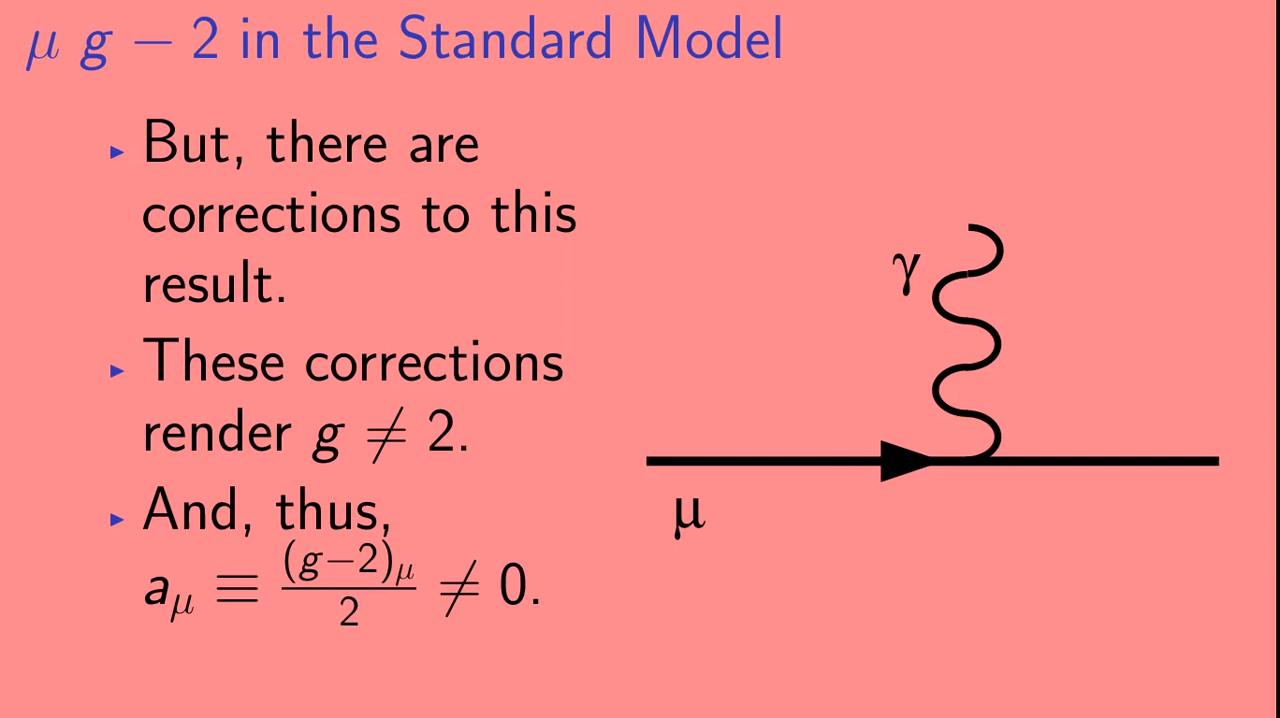 μ g − 2 in the Standard Model
▸ But, there are
corrections to this
result.
▸ These corrections
render g ≠ 2.
▸ And, thus,
a_μ ≡ (g−2)_μ / 2 ≠ 0.
γ
μ